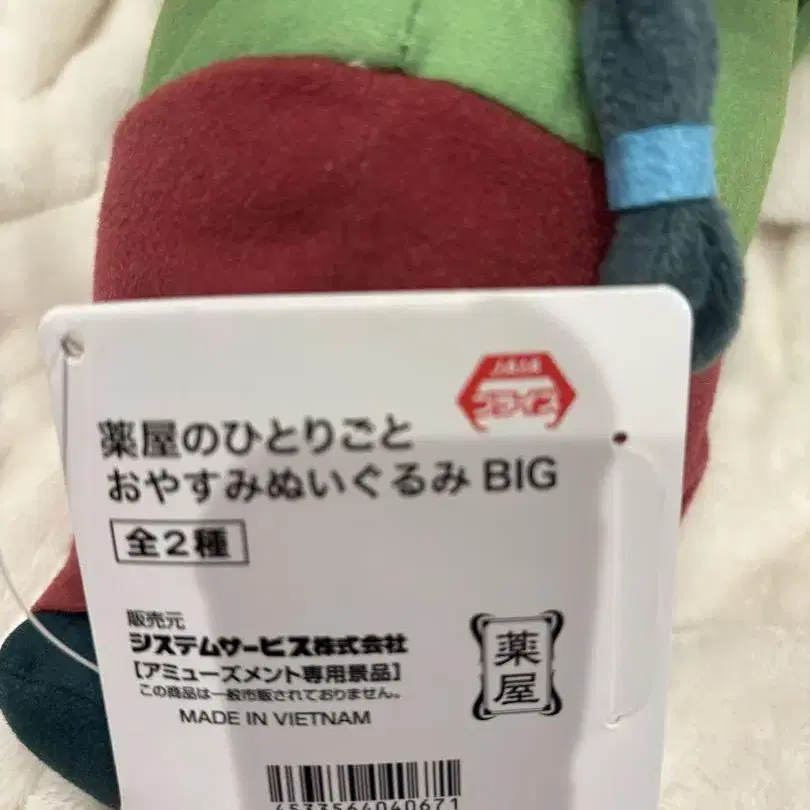 薬屋のひとりごと
おやすみぬいぐるみ BIG
全2種
販売元
システムサービス株式会社
【アミューズメント専用景品】
この商品は一般市販されておりません。
MADE IN VIETNAM
薬屋
4533564040671